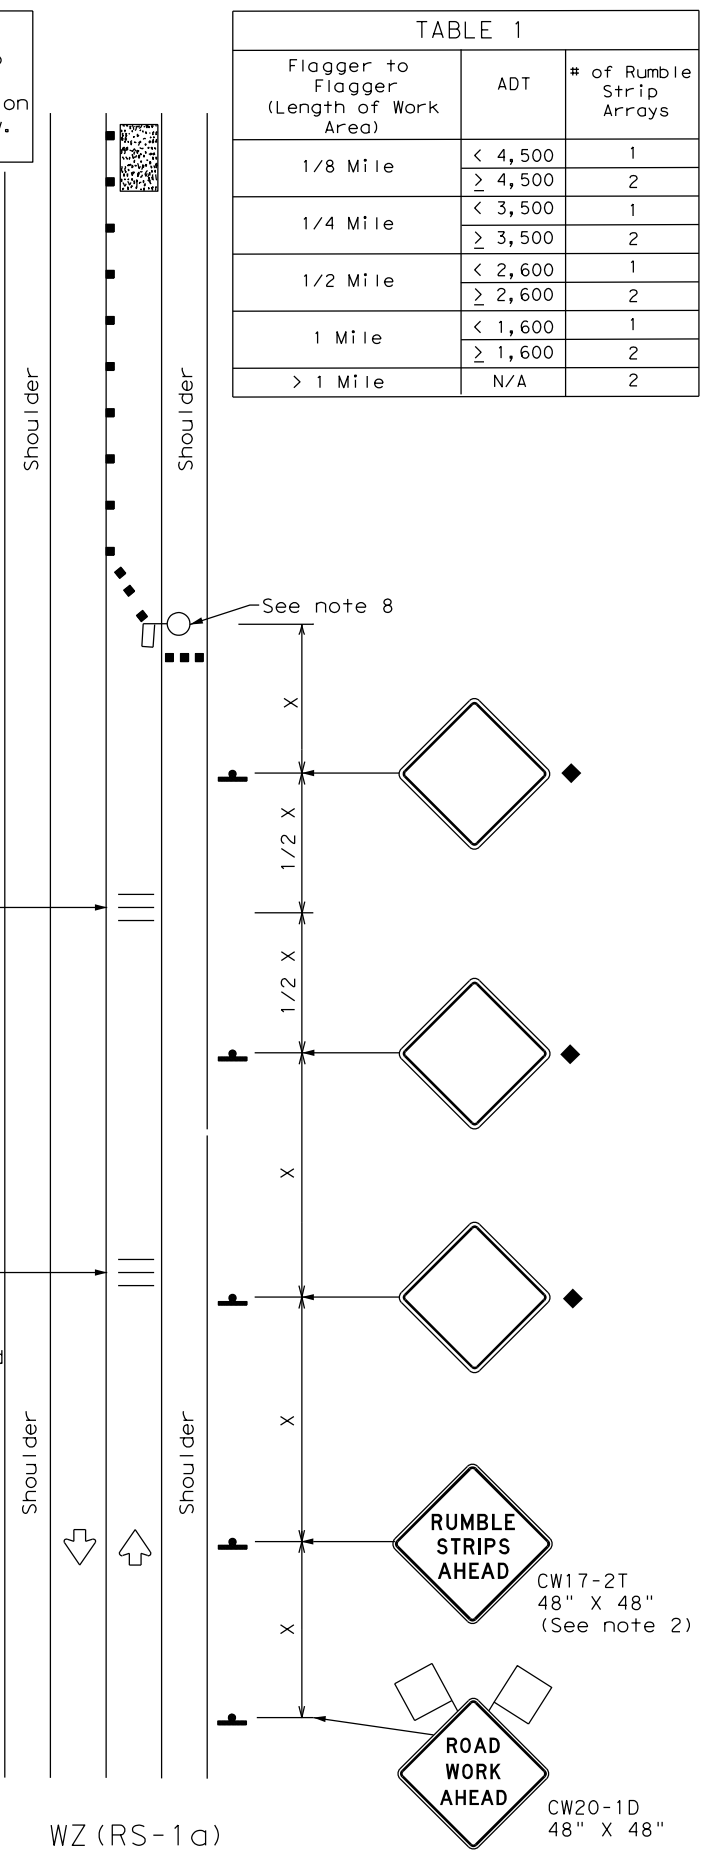 on
TABLE 1
Flagger to
Flagger
(Length of Work
Area)
ADT
# of Rumble
Strip
Arrays
1/8 Mile
< 4,500
1
≥ 4,500
2
1/4 Mile
< 3,500
1
≥ 3,500
2
1/2 Mile
< 2,600
1
≥ 2,600
2
1 Mile
< 1,600
1
≥ 1,600
2
> 1 Mile
N/A
2
Shoulder
Shoulder
See note 8
X
1/2 X
1/2 X
X
X
Shoulder
Shoulder
RUMBLE
STRIPS
AHEAD
CW17-2T
48" X 48"
(See note 2)
X
ROAD
WORK
AHEAD
CW20-1D
48" X 48"
WZ(RS-1a)